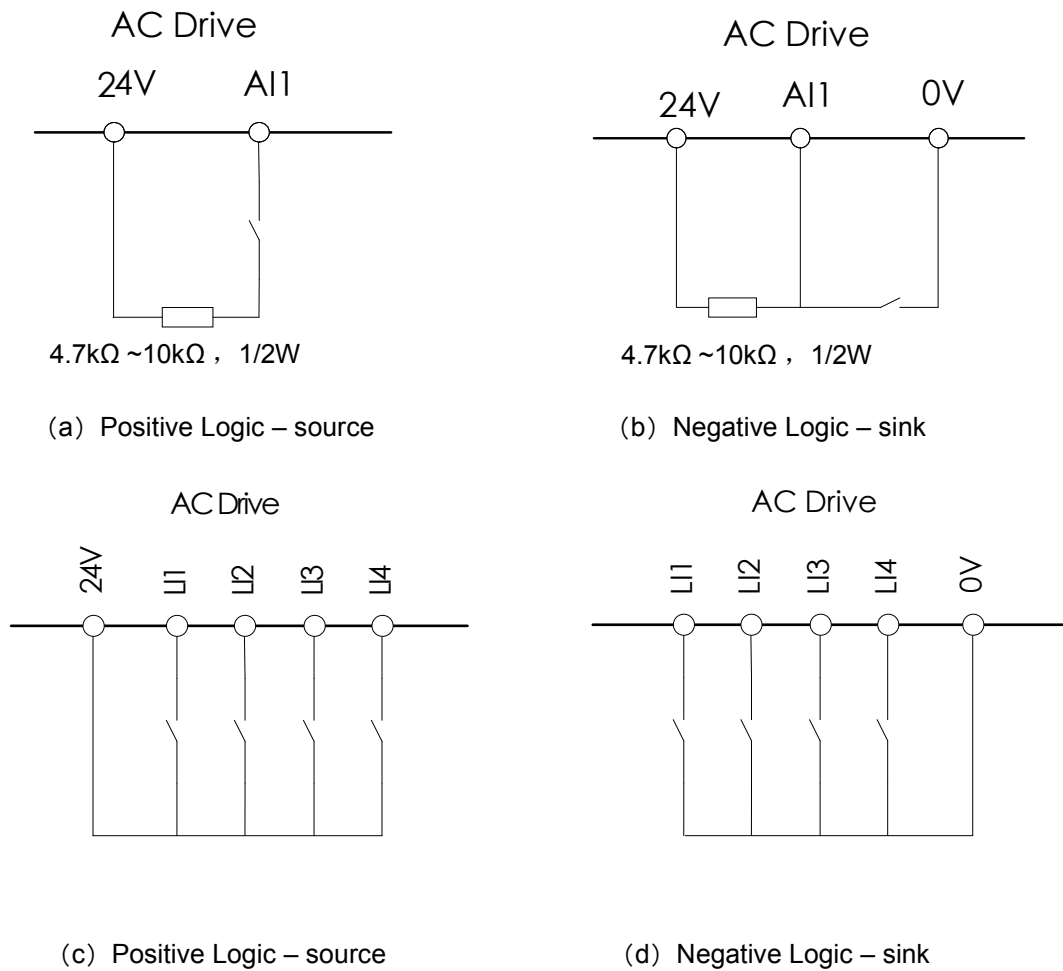 AC Drive
24V AI1
4.7kΩ ~10kΩ ，1/2W
（a）Positive Logic – source
AC Drive
24V AI1 0V
4.7kΩ ~10kΩ ，1/2W
（b）Negative Logic – sink
AC Drive
24V LI1 LI2 LI3 LI4
（c）Positive Logic – source
AC Drive
LI1 LI2 LI3 LI4 0V
（d）Negative Logic – sink